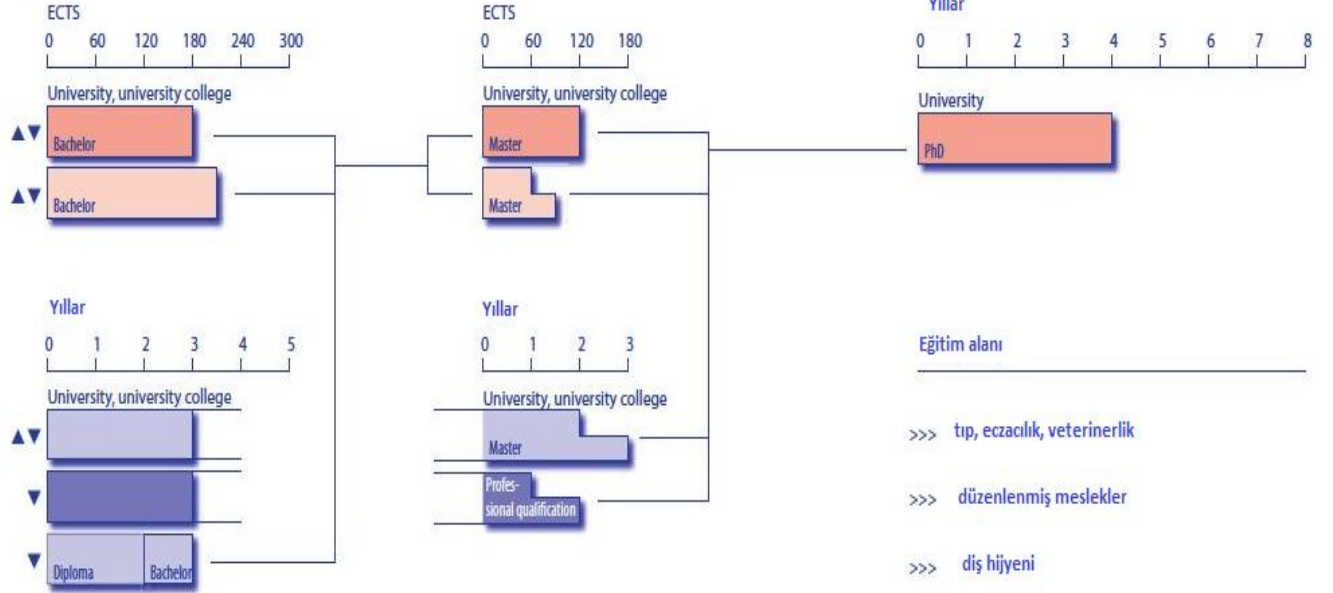 ECTS
0 60 120 180 240 300
University, university college
Bachelor
Bachelor
ECTS
0 60 120 180
University, university college
Master
Master
Yıllar
0 1 2 3 4 5 6 7 8
University
PhD
Yıllar
0 1 2 3 4 5
University, university college
Diploma
Bachelor
Yıllar
0 1 2 3
University, university college
Master
Profes-
sional qualification
Eğitim alanı
>>> tıp, eczacılık, veterinerlik
>>> düzenlenmiş meslekler
>>> diş hijyeni